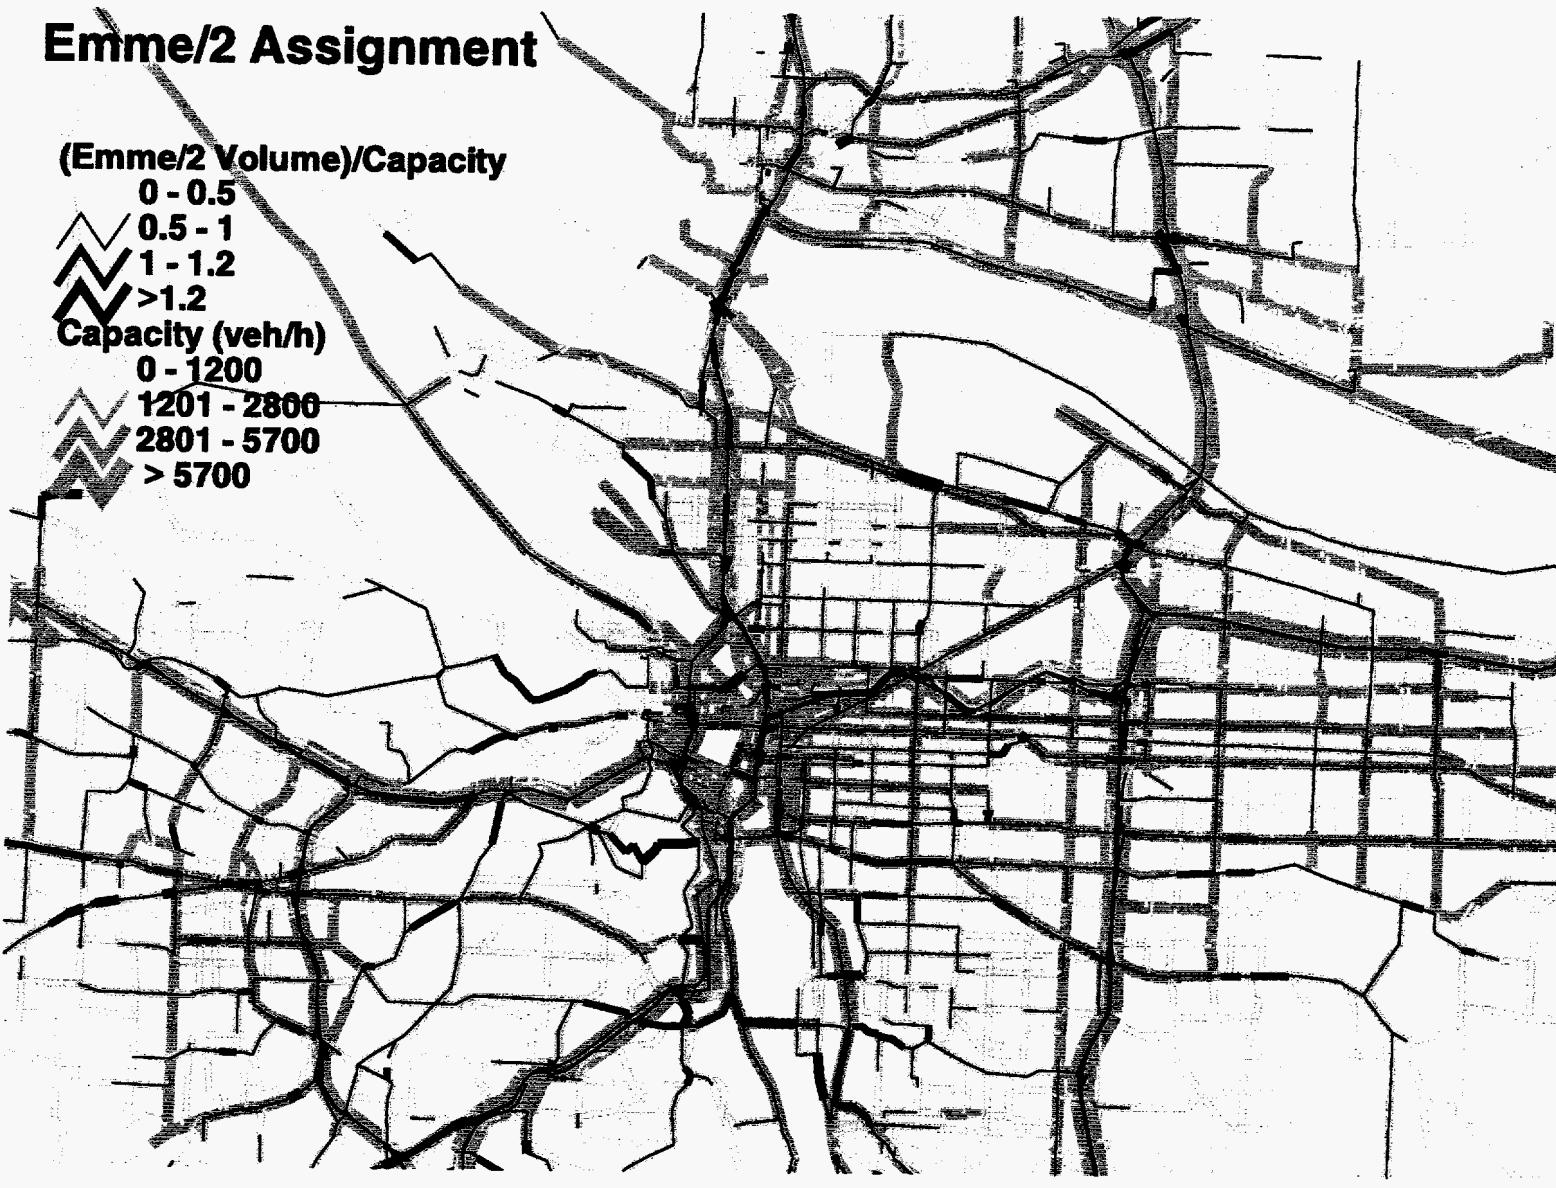 Emme/2 Assignment
(Emme/2 Volume)/Capacity
0 - 0.5
0.5 - 1
1 - 1.2
>1.2
Capacity (veh/h)
0 - 1200
1201 - 2800
2801 - 5700
> 5700